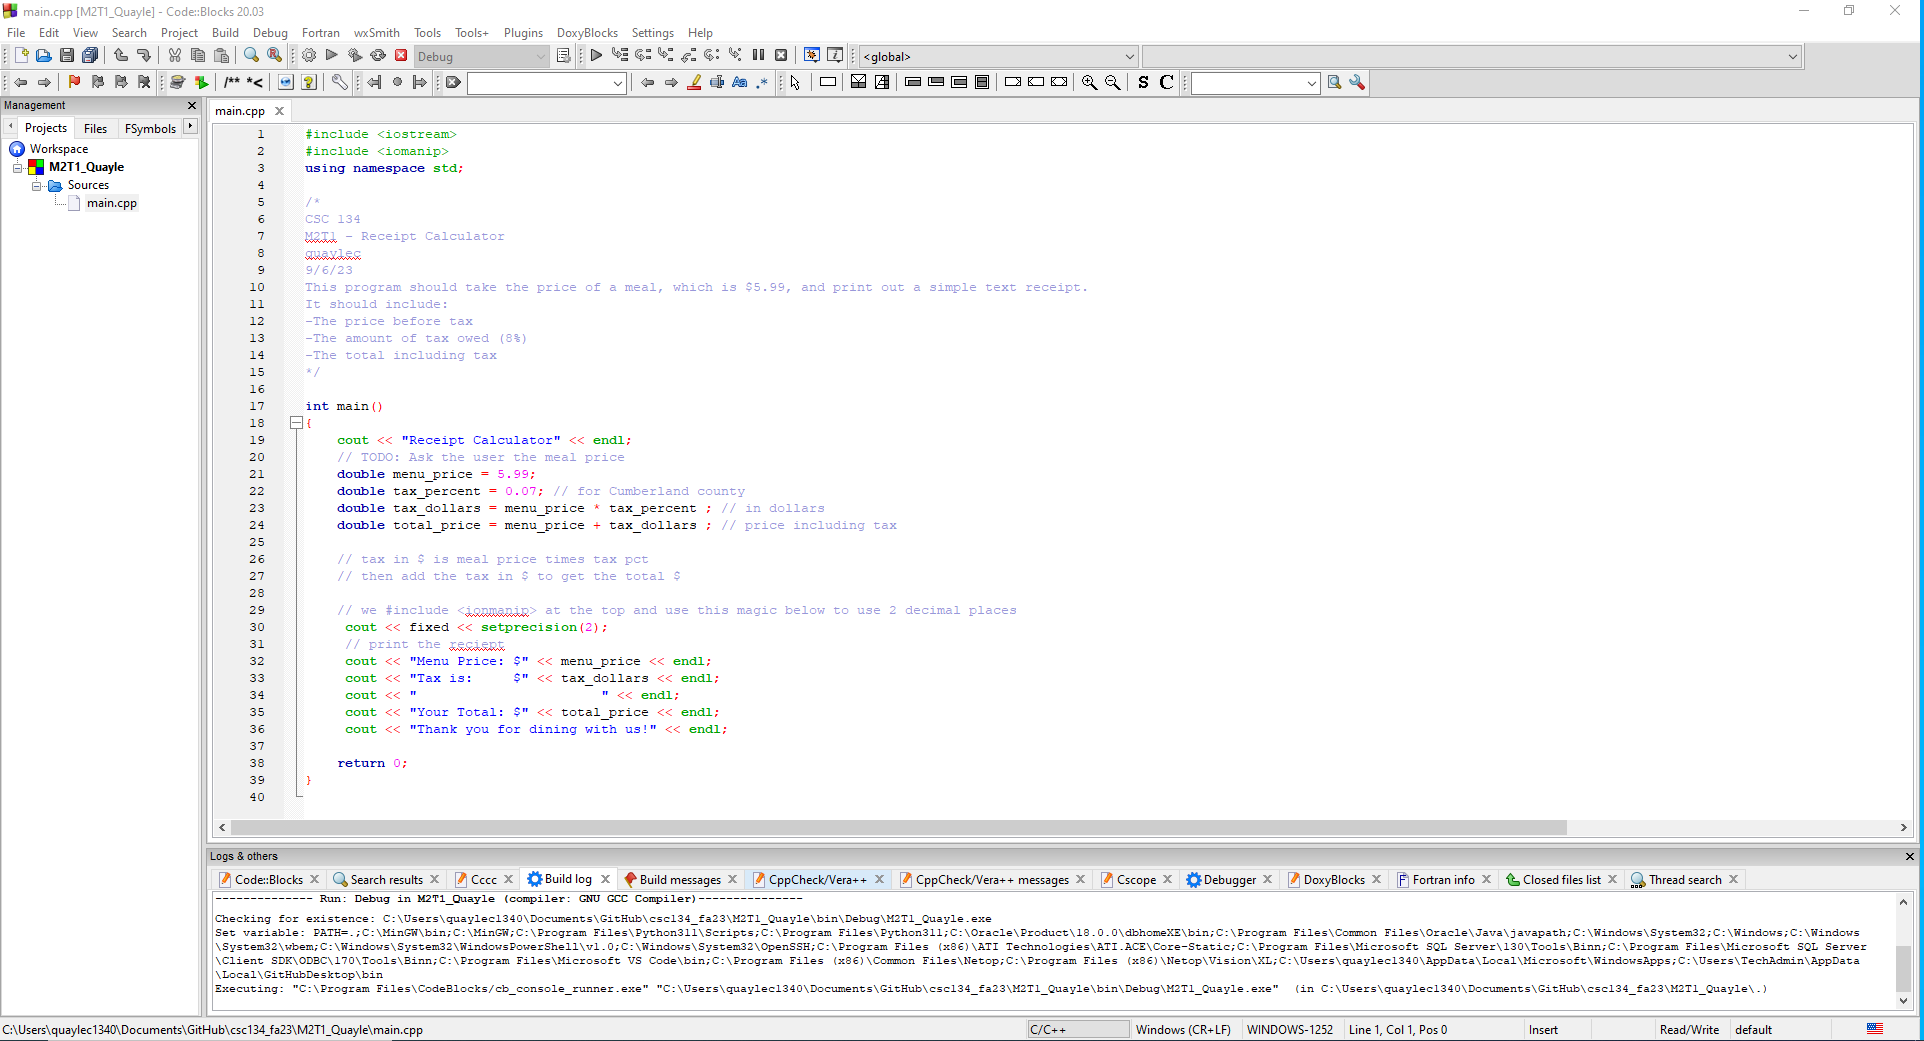 main.cpp [M2T1_Quayle] - Code::Blocks 20.03
File Edit View Search Project Build Debug Fortran wxSmith Tools Tools+ Plugins DoxyBlocks Settings Help
Debug <global>
/** *< Aa .* S C
Management
Projects Files FSymbols
Workspace
M2T1_Quayle
Sources
main.cpp
main.cpp
1 #include <iostream>
2 #include <iomanip>
3 using namespace std;
4
5 /*
6 CSC 134
7 M2T1 - Receipt Calculator
8 quaylec
9 9/6/23
10 This program should take the price of a meal, which is $5.99, and print out a simple text receipt.
11 It should include:
12 -The price before tax
13 -The amount of tax owed (8%)
14 -The total including tax
15 */
16
17 int main()
18 {
19 cout << "Receipt Calculator" << endl;
20 // TODO: Ask the user the meal price
21 double menu_price = 5.99;
22 double tax_percent = 0.07; // for Cumberland county
23 double tax_dollars = menu_price * tax_percent ; // in dollars
24 double total_price = menu_price + tax_dollars ; // price including tax
25
26 // tax in $ is meal price times tax pct
27 // then add the tax in $ to get the total $
28
29 // we #include <ionmanip> at the top and use this magic below to use 2 decimal places
30 cout << fixed << setprecision(2);
31 // print the reciept
32 cout << "Menu Price: $" << menu_price << endl;
33 cout << "Tax is:     $" << tax_dollars << endl;
34 cout << "                       " << endl;
35 cout << "Your Total: $" << total_price << endl;
36 cout << "Thank you for dining with us!" << endl;
37
38 return 0;
39 }
40
Logs & others
Code::Blocks Search results Cccc Build log Build messages CppCheck/Vera++ CppCheck/Vera++ messages Cscope Debugger DoxyBlocks Fortran info Closed files list Thread search
-------------- Run: Debug in M2T1_Quayle (compiler: GNU GCC Compiler)---------------
Checking for existence: C:\Users\quaylec1340\Documents\GitHub\csc134_fa23\M2T1_Quayle\bin\Debug\M2T1_Quayle.exe
Set variable: PATH=.;C:\MinGW\bin;C:\MinGW;C:\Program Files\Python311\Scripts;C:\Program Files\Python311;C:\Oracle\Product\18.0.0\dbhomeXE\bin;C:\Program Files\Common Files\Oracle\Java\javapath;C:\Windows\System32;C:\Windows;C:\Windows
\System32\wbem;C:\Windows\System32\WindowsPowerShell\v1.0;C:\Windows\System32\OpenSSH;C:\Program Files (x86)\ATI Technologies\ATI.ACE\Core-Static;C:\Program Files\Microsoft SQL Server\130\Tools\Binn;C:\Program Files\Microsoft SQL Server
\Client SDK\ODBC\170\Tools\Binn;C:\Program Files\Microsoft VS Code\bin;C:\Program Files (x86)\Common Files\Netop;C:\Program Files (x86)\Netop\Vision\XL;C:\Users\quaylec1340\AppData\Local\Microsoft\WindowsApps;C:\Users\TechAdmin\AppData
\Local\GitHubDesktop\bin
Executing: "C:\Program Files\CodeBlocks/cb_console_runner.exe" "C:\Users\quaylec1340\Documents\GitHub\csc134_fa23\M2T1_Quayle\bin\Debug\M2T1_Quayle.exe"  (in C:\Users\quaylec1340\Documents\GitHub\csc134_fa23\M2T1_Quayle\.)
C:\Users\quaylec1340\Documents\GitHub\csc134_fa23\M2T1_Quayle\main.cpp C/C++ Windows (CR+LF) WINDOWS-1252 Line 1, Col 1, Pos 0 Insert Read/Write default